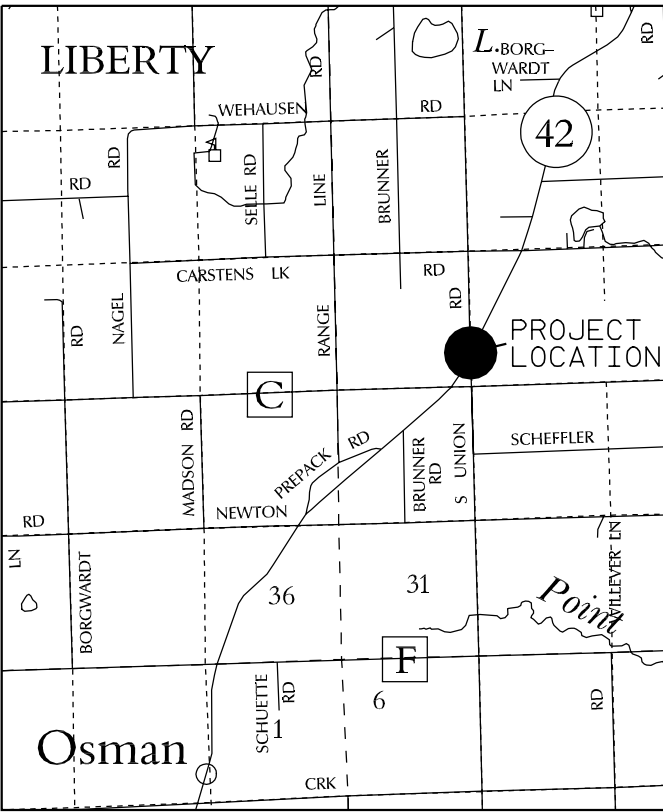 LIBERTY
RD
L.
BORG-
WARDT
LN
RD
WEHAUSEN
RD
42
RD
RD
SELLE RD
LINE
BRUNNER
CARSTENS LK
RD
RD
RD
NAGEL
RANGE
PROJECT
LOCATION
C
MADSON RD
PREPACK RD
BRUNNER
RD
S UNION
SCHEFFLER
RD
NEWTON
LN
BORGWARDT
36
31
VILLEVER LN
Point
F
SCHUETTE
RD
1
6
RD
Osman
CRK